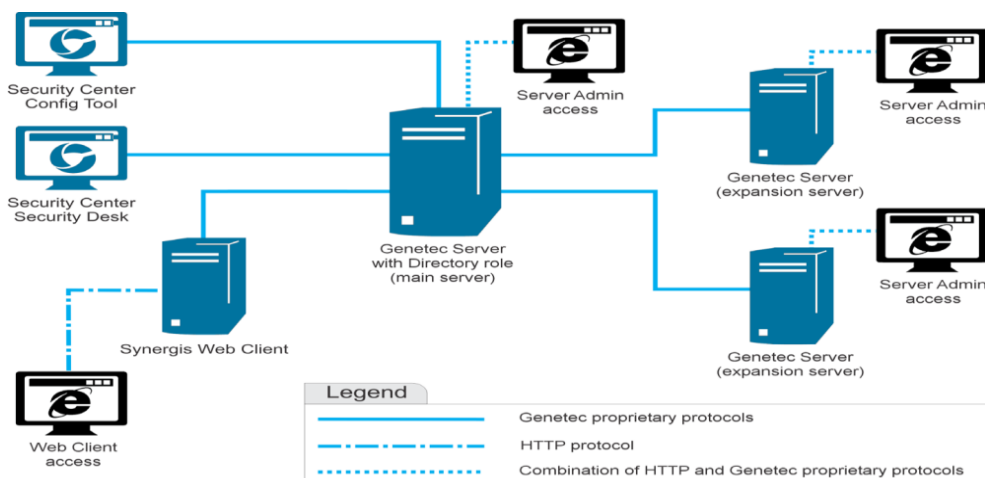 Security Center
Config Tool
Server Admin
access
Server Admin
access
Security Center
Security Desk
Genetec Server
(expansion server)
Genetec Server
with Directory role
(main server)
Server Admin
access
Synergis Web Client
Genetec Server
(expansion server)
Web Client
access
Legend
Genetec proprietary protocols
HTTP protocol
Combination of HTTP and Genetec proprietary protocols